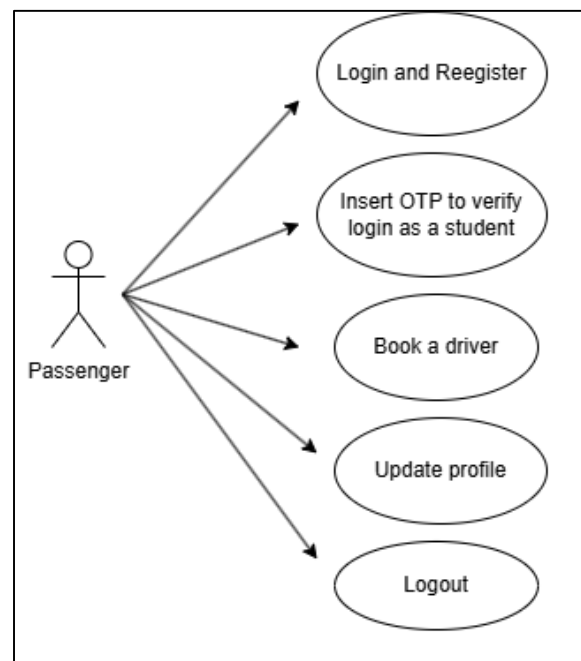 Login and Reegister
Insert OTP to verify
login as a student
Book a driver
Passenger
Update profile
Logout